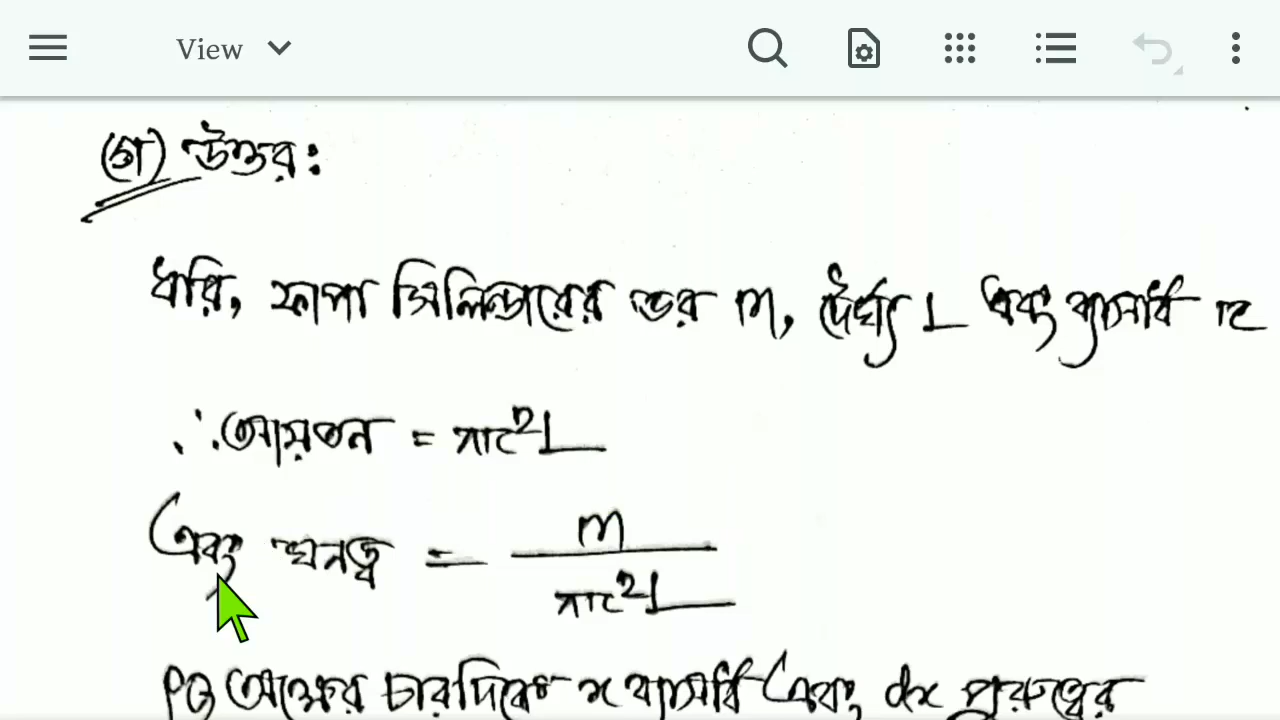 View
(গ) উত্তর:
ধরি, ফাপা সিলিন্ডারের ভর m, দৈর্ঘ্য L এবং ব্যাসার্ধ r
∴ আয়তন = πr²L
এবং ঘনত্ব = m / πr²L
PQ অক্ষের চারদিকে x ব্যাসার্ধ এবং dx পুরুত্বের